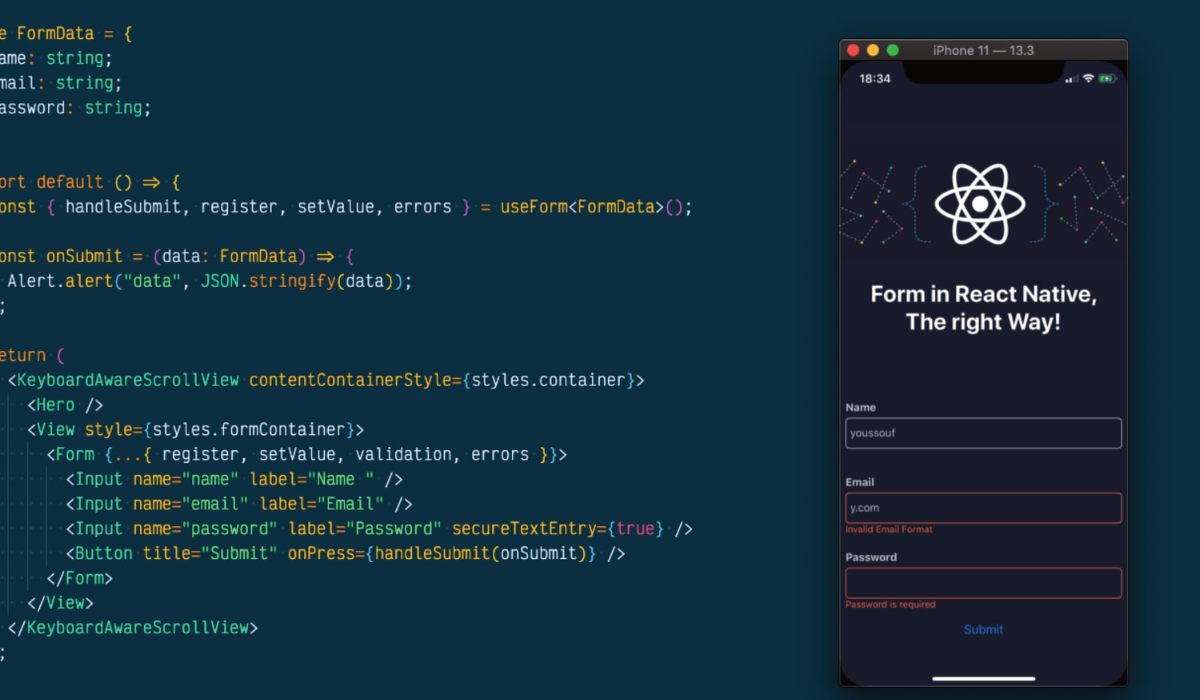 e FormData = {
ame: string;
mail: string;
assword: string;
ort default () => {
onst { handleSubmit, register, setValue, errors } = useForm<FormData>();
onst onSubmit = (data: FormData) => {
Alert.alert("data", JSON.stringify(data));
;
eturn (
<KeyboardAwareScrollView contentContainerStyle={styles.container}>
<Hero />
<View style={styles.formContainer}>
<Form {...{ register, setValue, validation, errors }}>
<Input name="name" label="Name " />
<Input name="email" label="Email" />
<Input name="password" label="Password" secureTextEntry={true} />
<Button title="Submit" onPress={handleSubmit(onSubmit)} />
</Form>
</View>
</KeyboardAwareScrollView>
;
iPhone 11 — 13.3
18:34
Form in React Native,
The right Way!
Name
youssouf
Email
y.com
Invalid Email Format
Password
Password is required
Submit